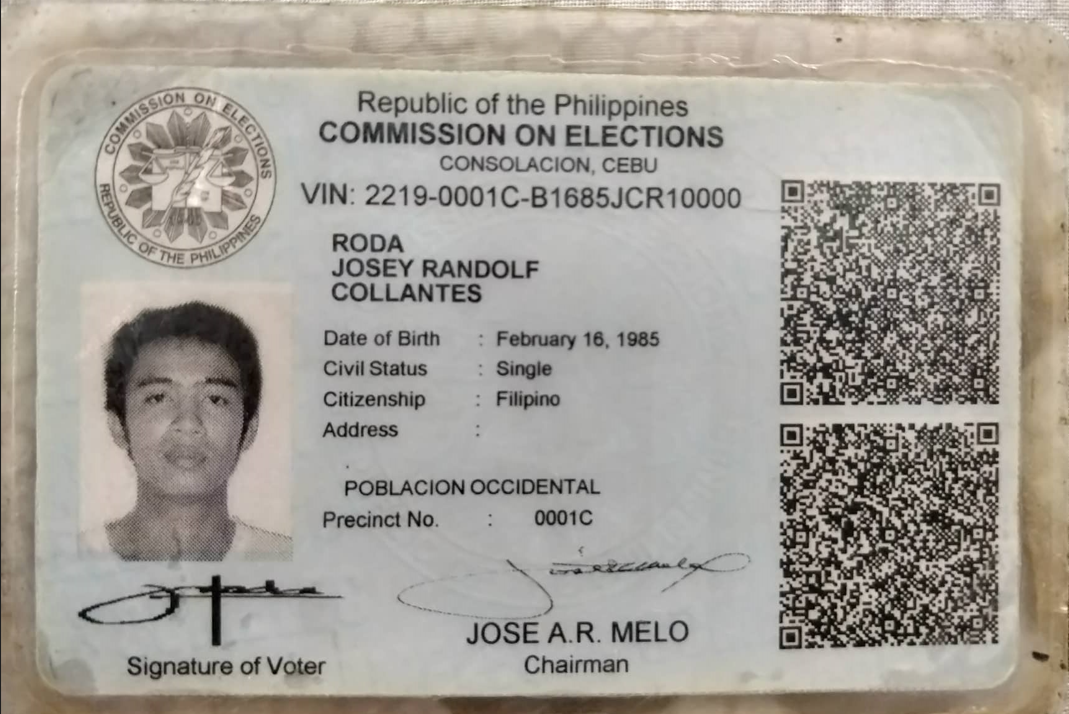 COMMISSION ON ELECTIONS
REPUBLIC OF THE PHILIPPINES
Republic of the Philippines
COMMISSION ON ELECTIONS
CONSOLACION, CEBU
VIN: 2219-0001C-B1685JCR10000
RODA
JOSEY RANDOLF
COLLANTES
Date of Birth : February 16, 1985
Civil Status : Single
Citizenship : Filipino
Address :
POBLACION OCCIDENTAL
Precinct No. : 0001C
JOSE A.R. MELO
Signature of Voter
Chairman